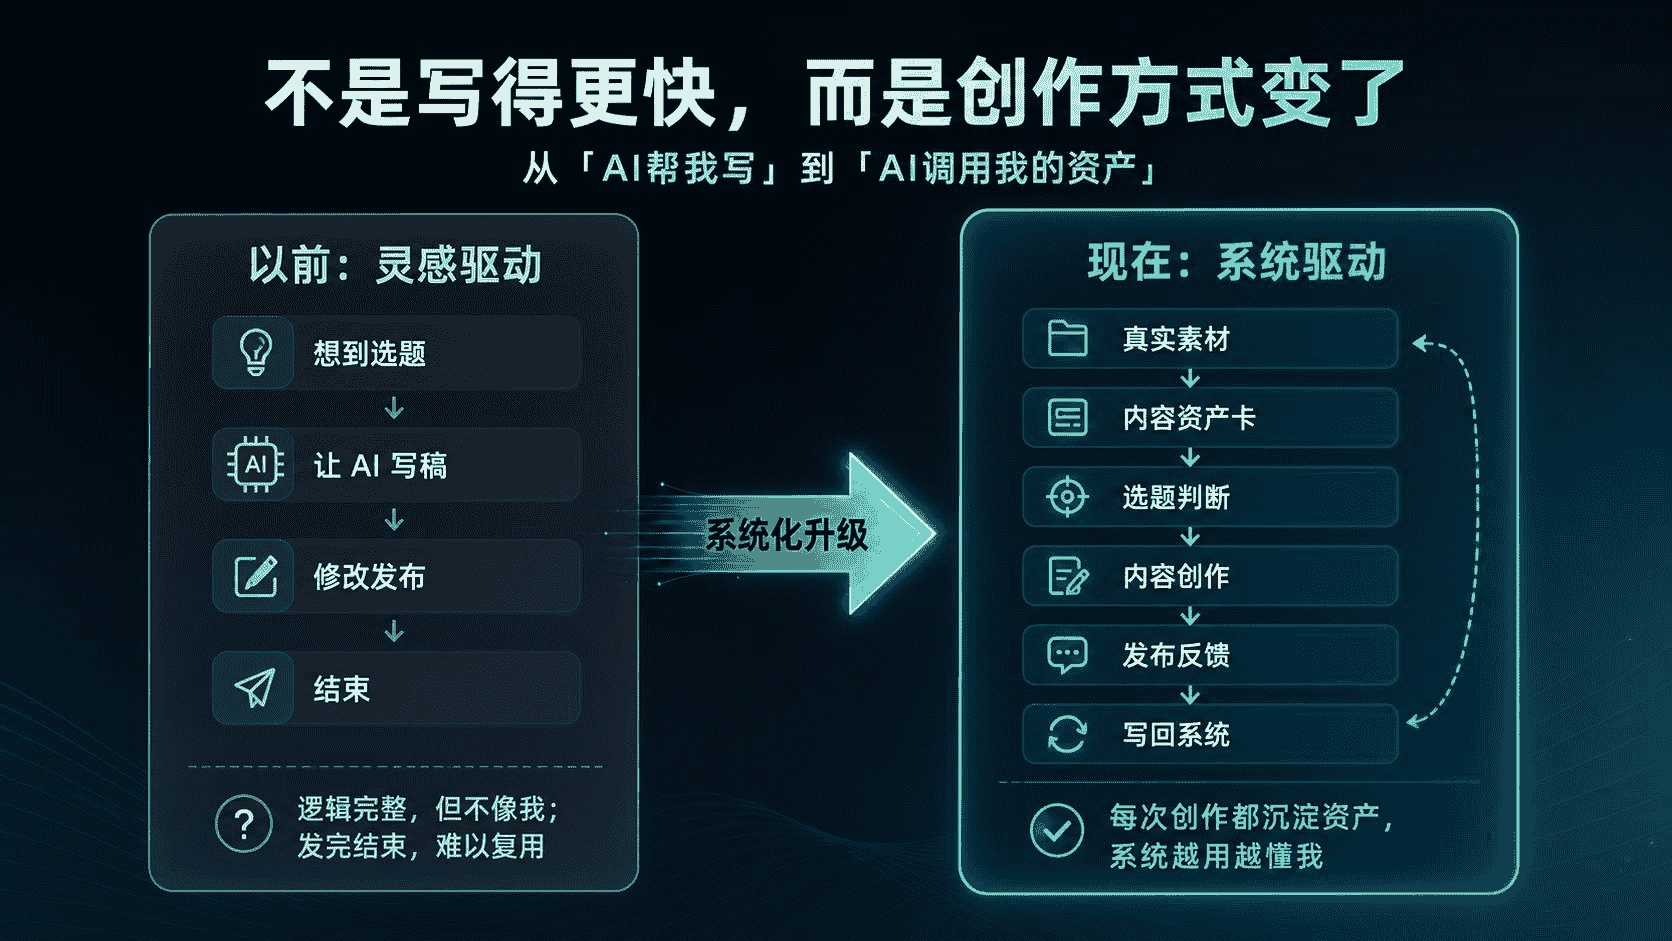 不是写得更快，而是创作方式变了
从「AI帮我写」到「AI调用我的资产」
以前：灵感驱动
想到选题
AI
让 AI 写稿
修改发布
结束
?
逻辑完整，但不像我；
发完结束，难以复用
系统化升级
现在：系统驱动
真实素材
内容资产卡
选题判断
内容创作
发布反馈
写回系统
每次创作都沉淀资产，
系统越用越懂我